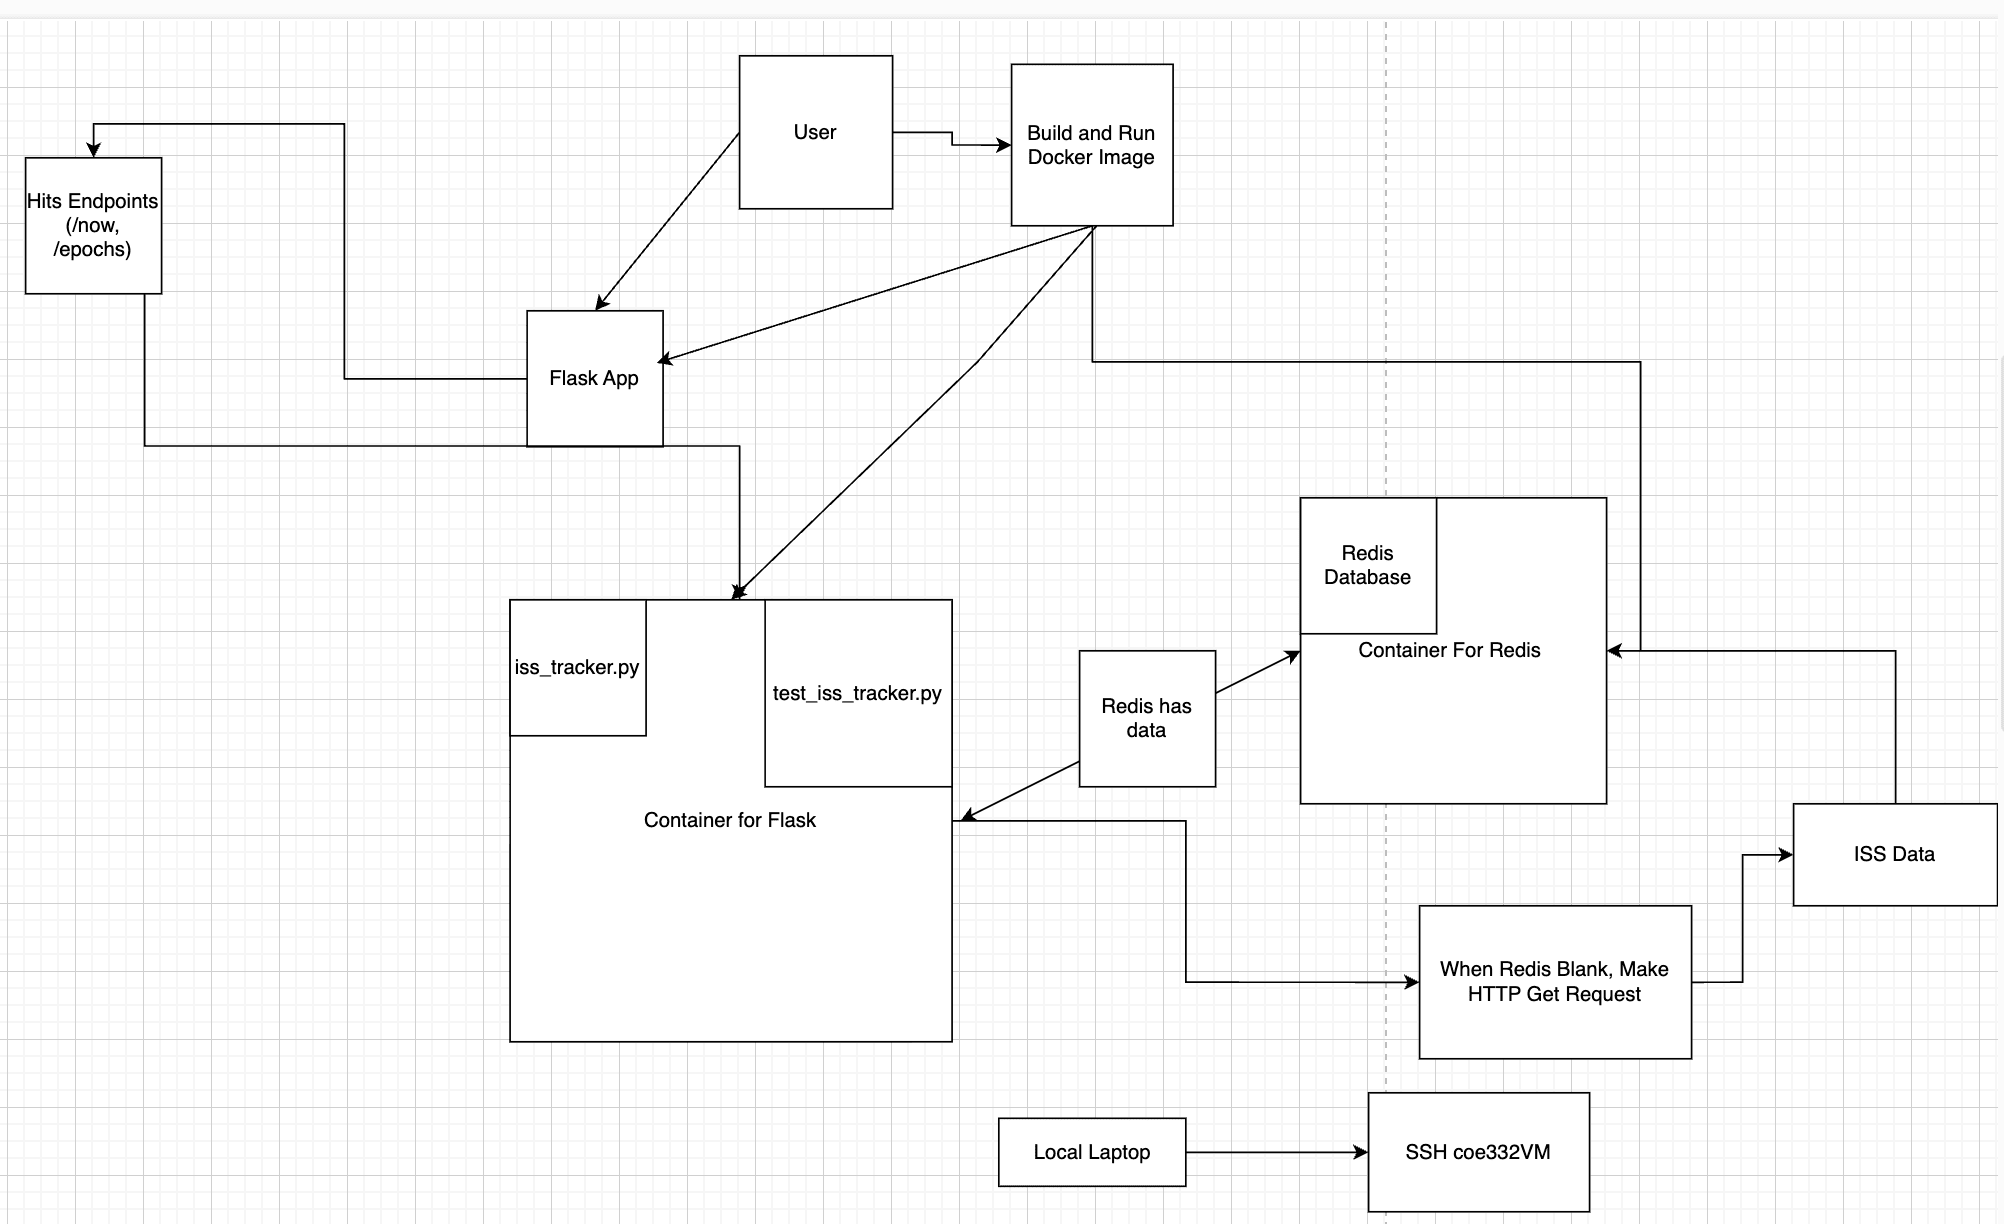 User
Build and Run
Docker Image
Hits Endpoints
(/now,
/epochs)
Flask App
Redis
Database
Container For Redis
iss_tracker.py
test_iss_tracker.py
Redis has
data
Container for Flask
ISS Data
When Redis Blank, Make
HTTP Get Request
Local Laptop
SSH coe332VM